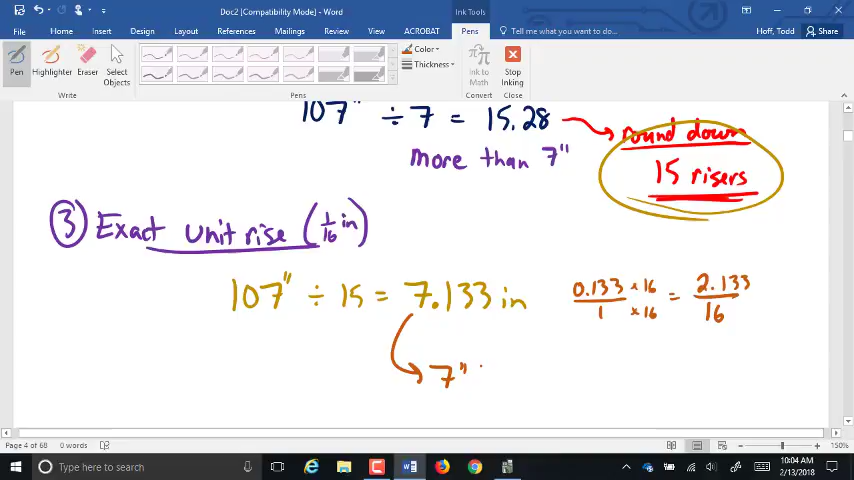 Doc2 [Compatibility Mode] - Word
Ink Tools
File Home Insert Design Layout References Mailings Review View ACROBAT Pens Tell me what you want to do... Hoff, Todd Share
Pen Highlighter Eraser Select Objects
Color
Thickness
Ink to Math
Stop Inking
Write Pens Convert Close
107" ÷ 7 = 15.28
round down
15 risers
more than 7"
③ Exact Unit rise (1/16 in)
107" ÷ 15 = 7.133 in
0.133 × 16 / 1 × 16 = 2.133 / 16
7"
Page 4 of 68 0 words 150%
Type here to search
10:04 AM
2/13/2018